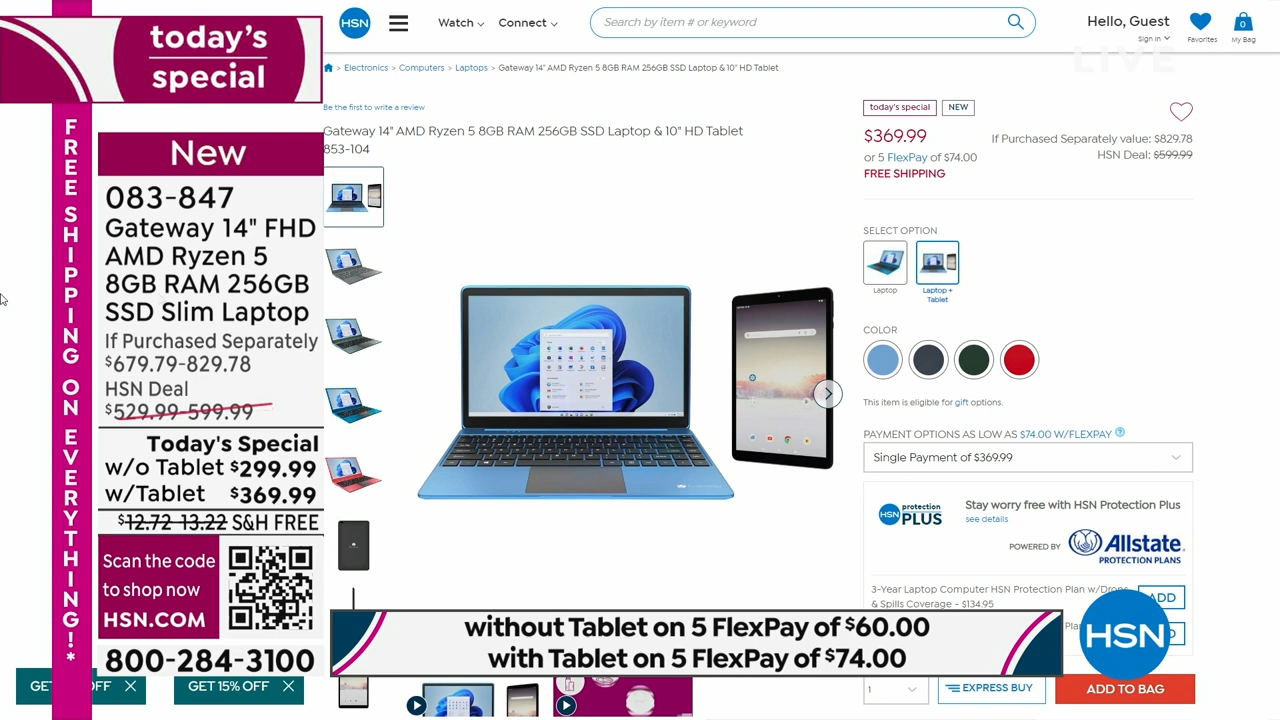 today's
special
FREE SHIPPING ON EVERYTHING!*
New
083-847
Gateway 14" FHD
AMD Ryzen 5
8GB RAM 256GB
SSD Slim Laptop
If Purchased Separately
$679.79-829.78
HSN Deal
$529.99-599.99
Today's Special
w/o Tablet $299.99
w/Tablet $369.99
$12.72-13.22 S&H FREE
Scan the code
to shop now
HSN.COM
800-284-3100
GET OFF
GET 15% OFF
HSN
Watch
Connect
Search by item # or keyword
Hello, Guest
Sign in
Favorites
0
My Bag
LIVE
> Electronics > Computers > Laptops > Gateway 14" AMD Ryzen 5 8GB RAM 256GB SSD Laptop & 10" HD Tablet
Be the first to write a review
Gateway 14" AMD Ryzen 5 8GB RAM 256GB SSD Laptop & 10" HD Tablet
853-104
today's special
NEW
$369.99
or 5 FlexPay of $74.00
FREE SHIPPING
If Purchased Separately value: $829.78
HSN Deal: $599.99
SELECT OPTION
Laptop
Laptop +
Tablet
COLOR
This item is eligible for gift options.
PAYMENT OPTIONS AS LOW AS $74.00 W/FLEXPAY
Single Payment of $369.99
HSN protection
PLUS
Stay worry free with HSN Protection Plus
see details
POWERED BY
Allstate
PROTECTION PLANS
3-Year Laptop Computer HSN Protection Plan w/Drops
& Spills Coverage - $134.95
ADD
without Tablet on 5 FlexPay of $60.00
with Tablet on 5 FlexPay of $74.00
HSN
1
EXPRESS BUY
ADD TO BAG